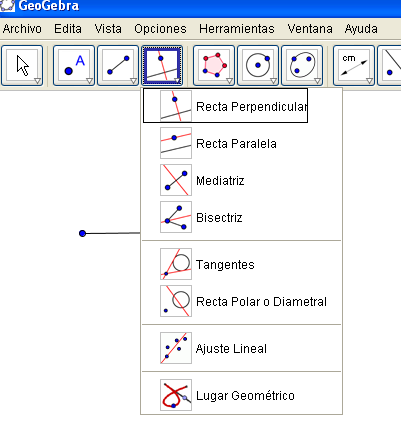 GeoGebra
Archivo Edita Vista Opciones Herramientas Ventana Ayuda
A cm
Recta Perpendicular
Recta Paralela
Mediatriz
Bisectriz
Tangentes
Recta Polar o Diametral
Ajuste Lineal
Lugar Geométrico